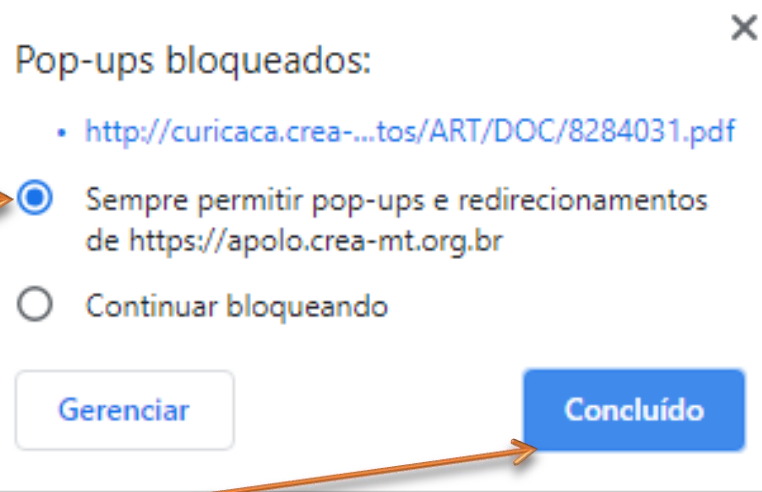 Pop-ups bloqueados:
• http://curicaca.crea-...tos/ART/DOC/8284031.pdf
Sempre permitir pop-ups e redirecionamentos
de https://apolo.crea-mt.org.br
Continuar bloqueando
Gerenciar
Concluído